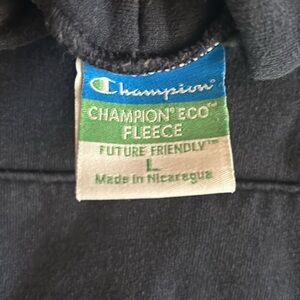 Champion
CHAMPION® ECO™
FLEECE
FUTURE FRIENDLY™
L
Made in Nicaragua